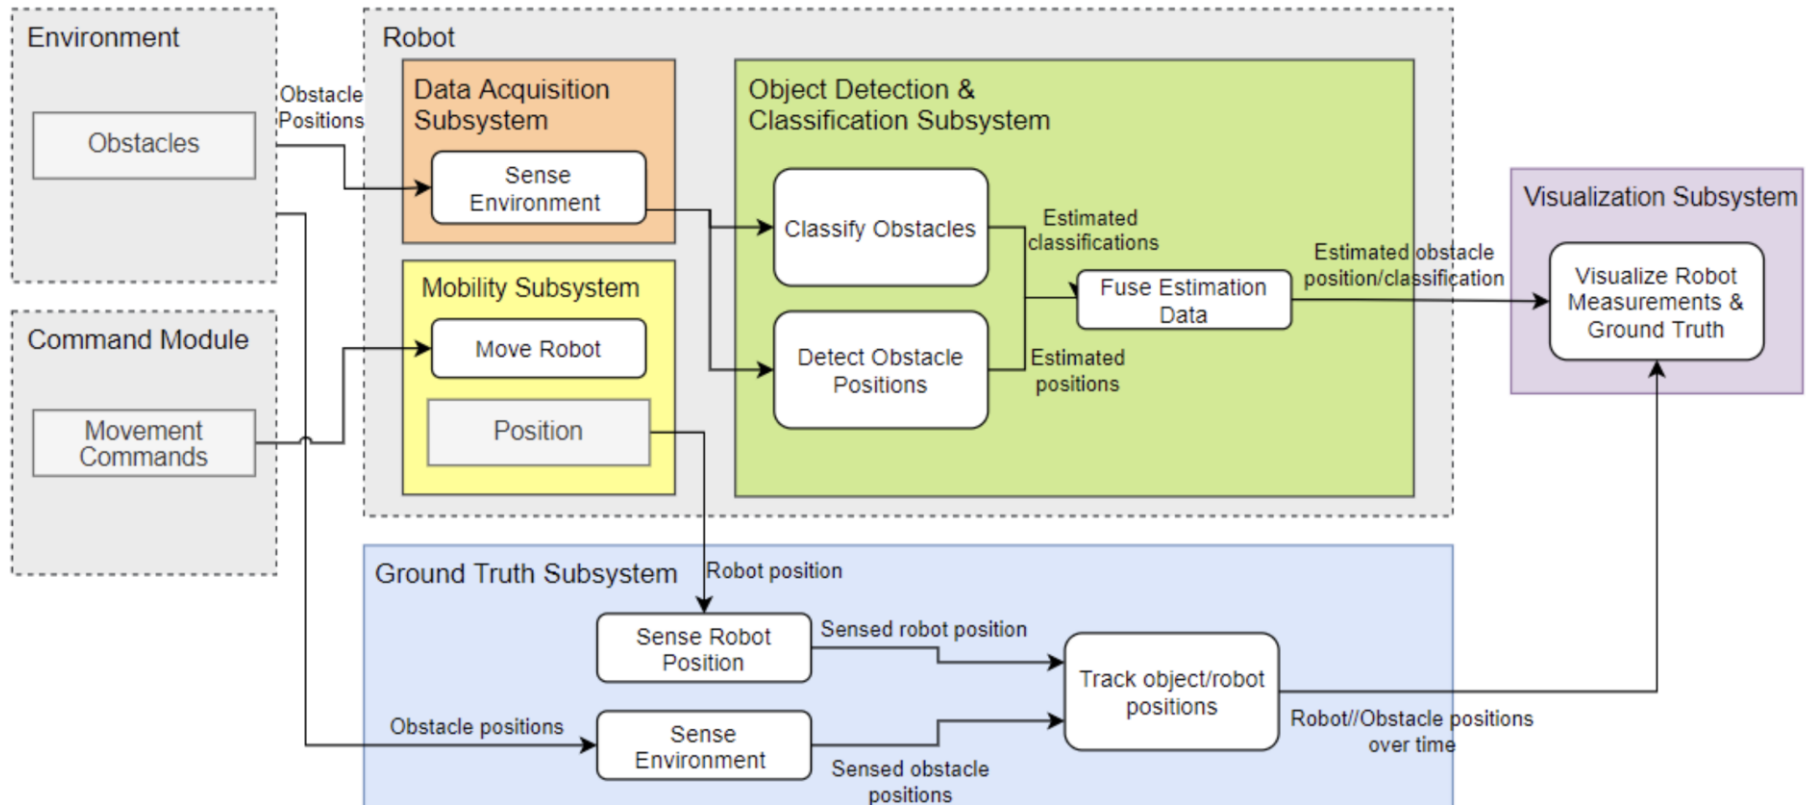 Environment
Obstacles
Obstacle
Positions
Command Module
Movement
Commands
Robot
Data Acquisition
Subsystem
Sense
Environment
Mobility Subsystem
Move Robot
Position
Object Detection &
Classification Subsystem
Classify Obstacles
Detect Obstacle
Positions
Estimated
classifications
Estimated
positions
Fuse Estimation
Data
Estimated obstacle
position/classification
Visualization Subsystem
Visualize Robot
Measurements &
Ground Truth
Ground Truth Subsystem
Robot position
Sense Robot
Position
Sensed robot position
Obstacle positions
Sense
Environment
Sensed obstacle
positions
Track object/robot
positions
Robot//Obstacle positions
over time